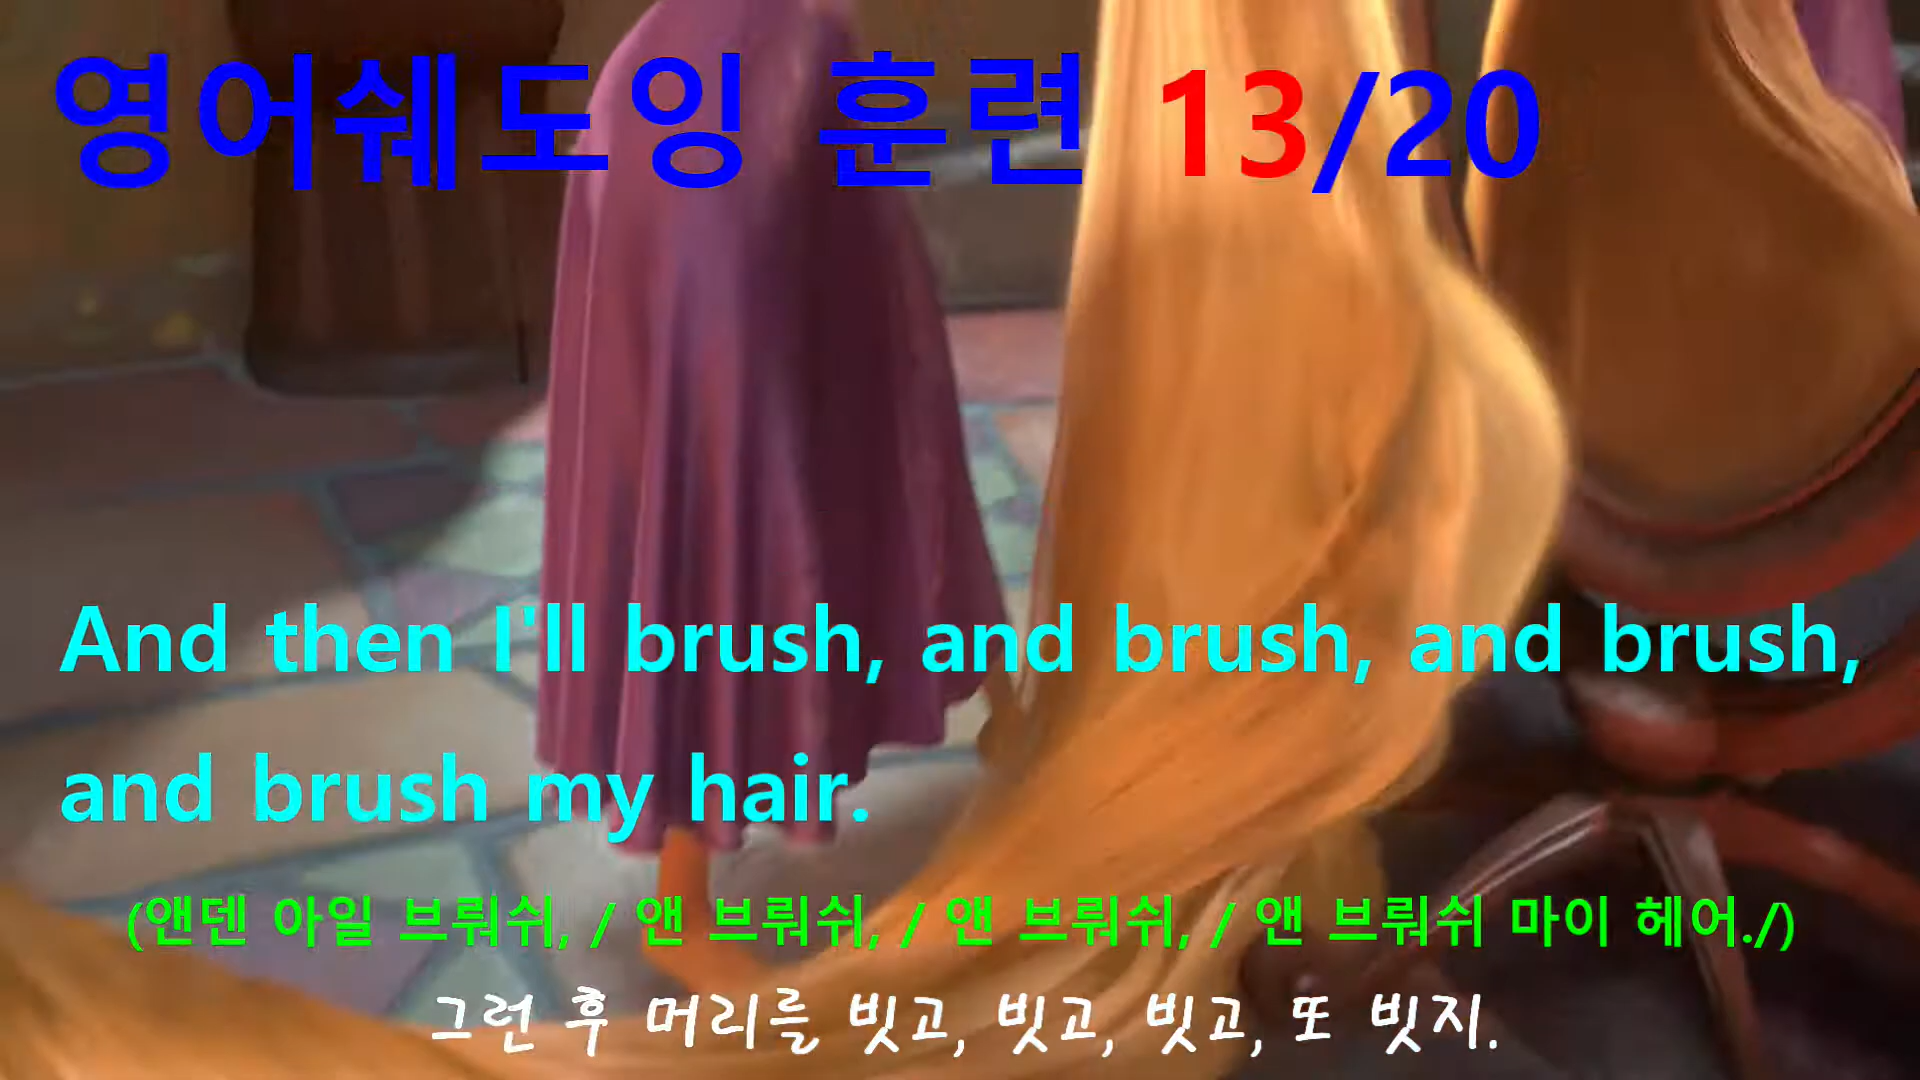 영어쉐도잉 훈련 13/20
And then I'll brush, and brush, and brush,
and brush my hair.
(앤덴 아일 브뤄쉬, / 앤 브뤄쉬, / 앤 브뤄쉬, / 앤 브뤄쉬 마이 헤어./)
그런 후 머리를 빗고, 빗고, 빗고, 또 빗지.